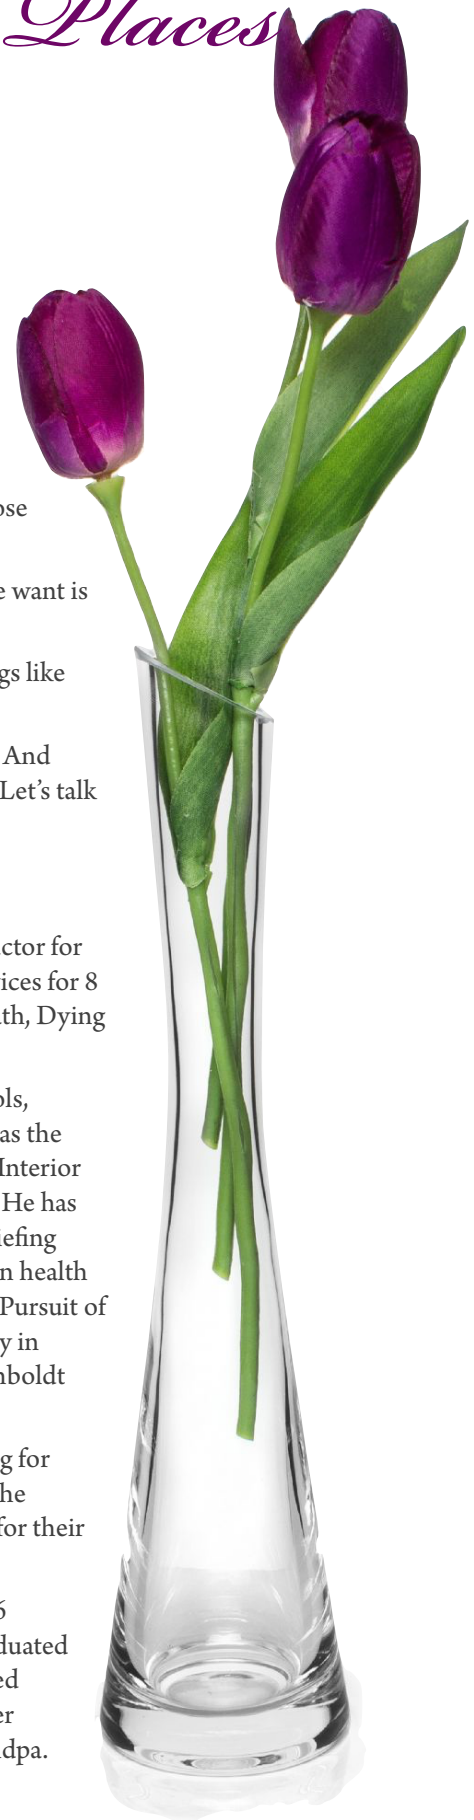 Places
ose
e want is
gs like
And
Let’s talk
ctor for
ices for 8
th, Dying
ols,
as the
Interior
He has
iefing
n health
Pursuit of
y in
nboldt
g for
he
for their
6
duated
ed
er
dpa.